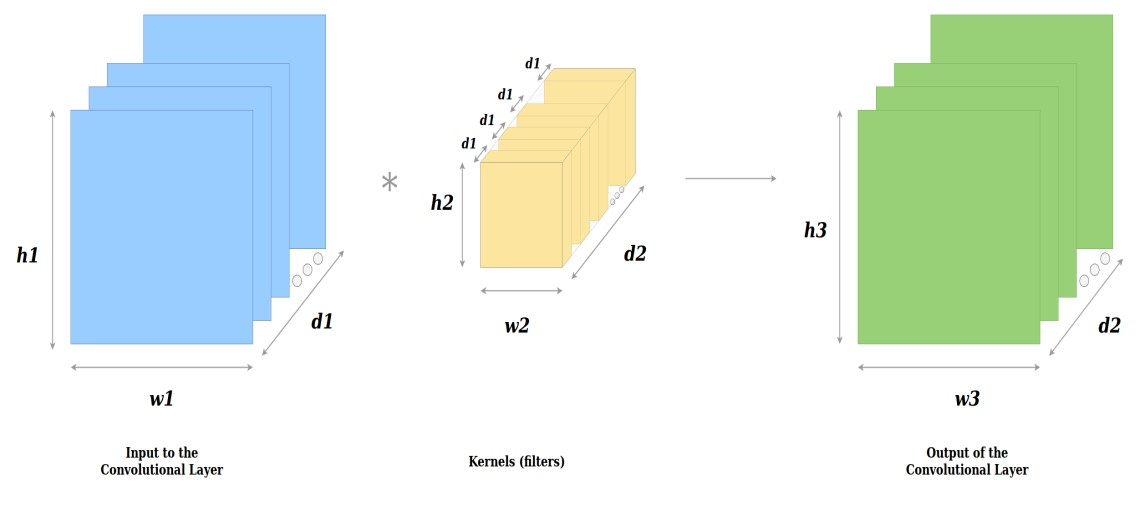 d1
d1
d1
d1
h1
h2
h3
*
d1
d2
d2
w1
w2
w3
Input to the
Convolutional Layer
Kernels (filters)
Output of the
Convolutional Layer